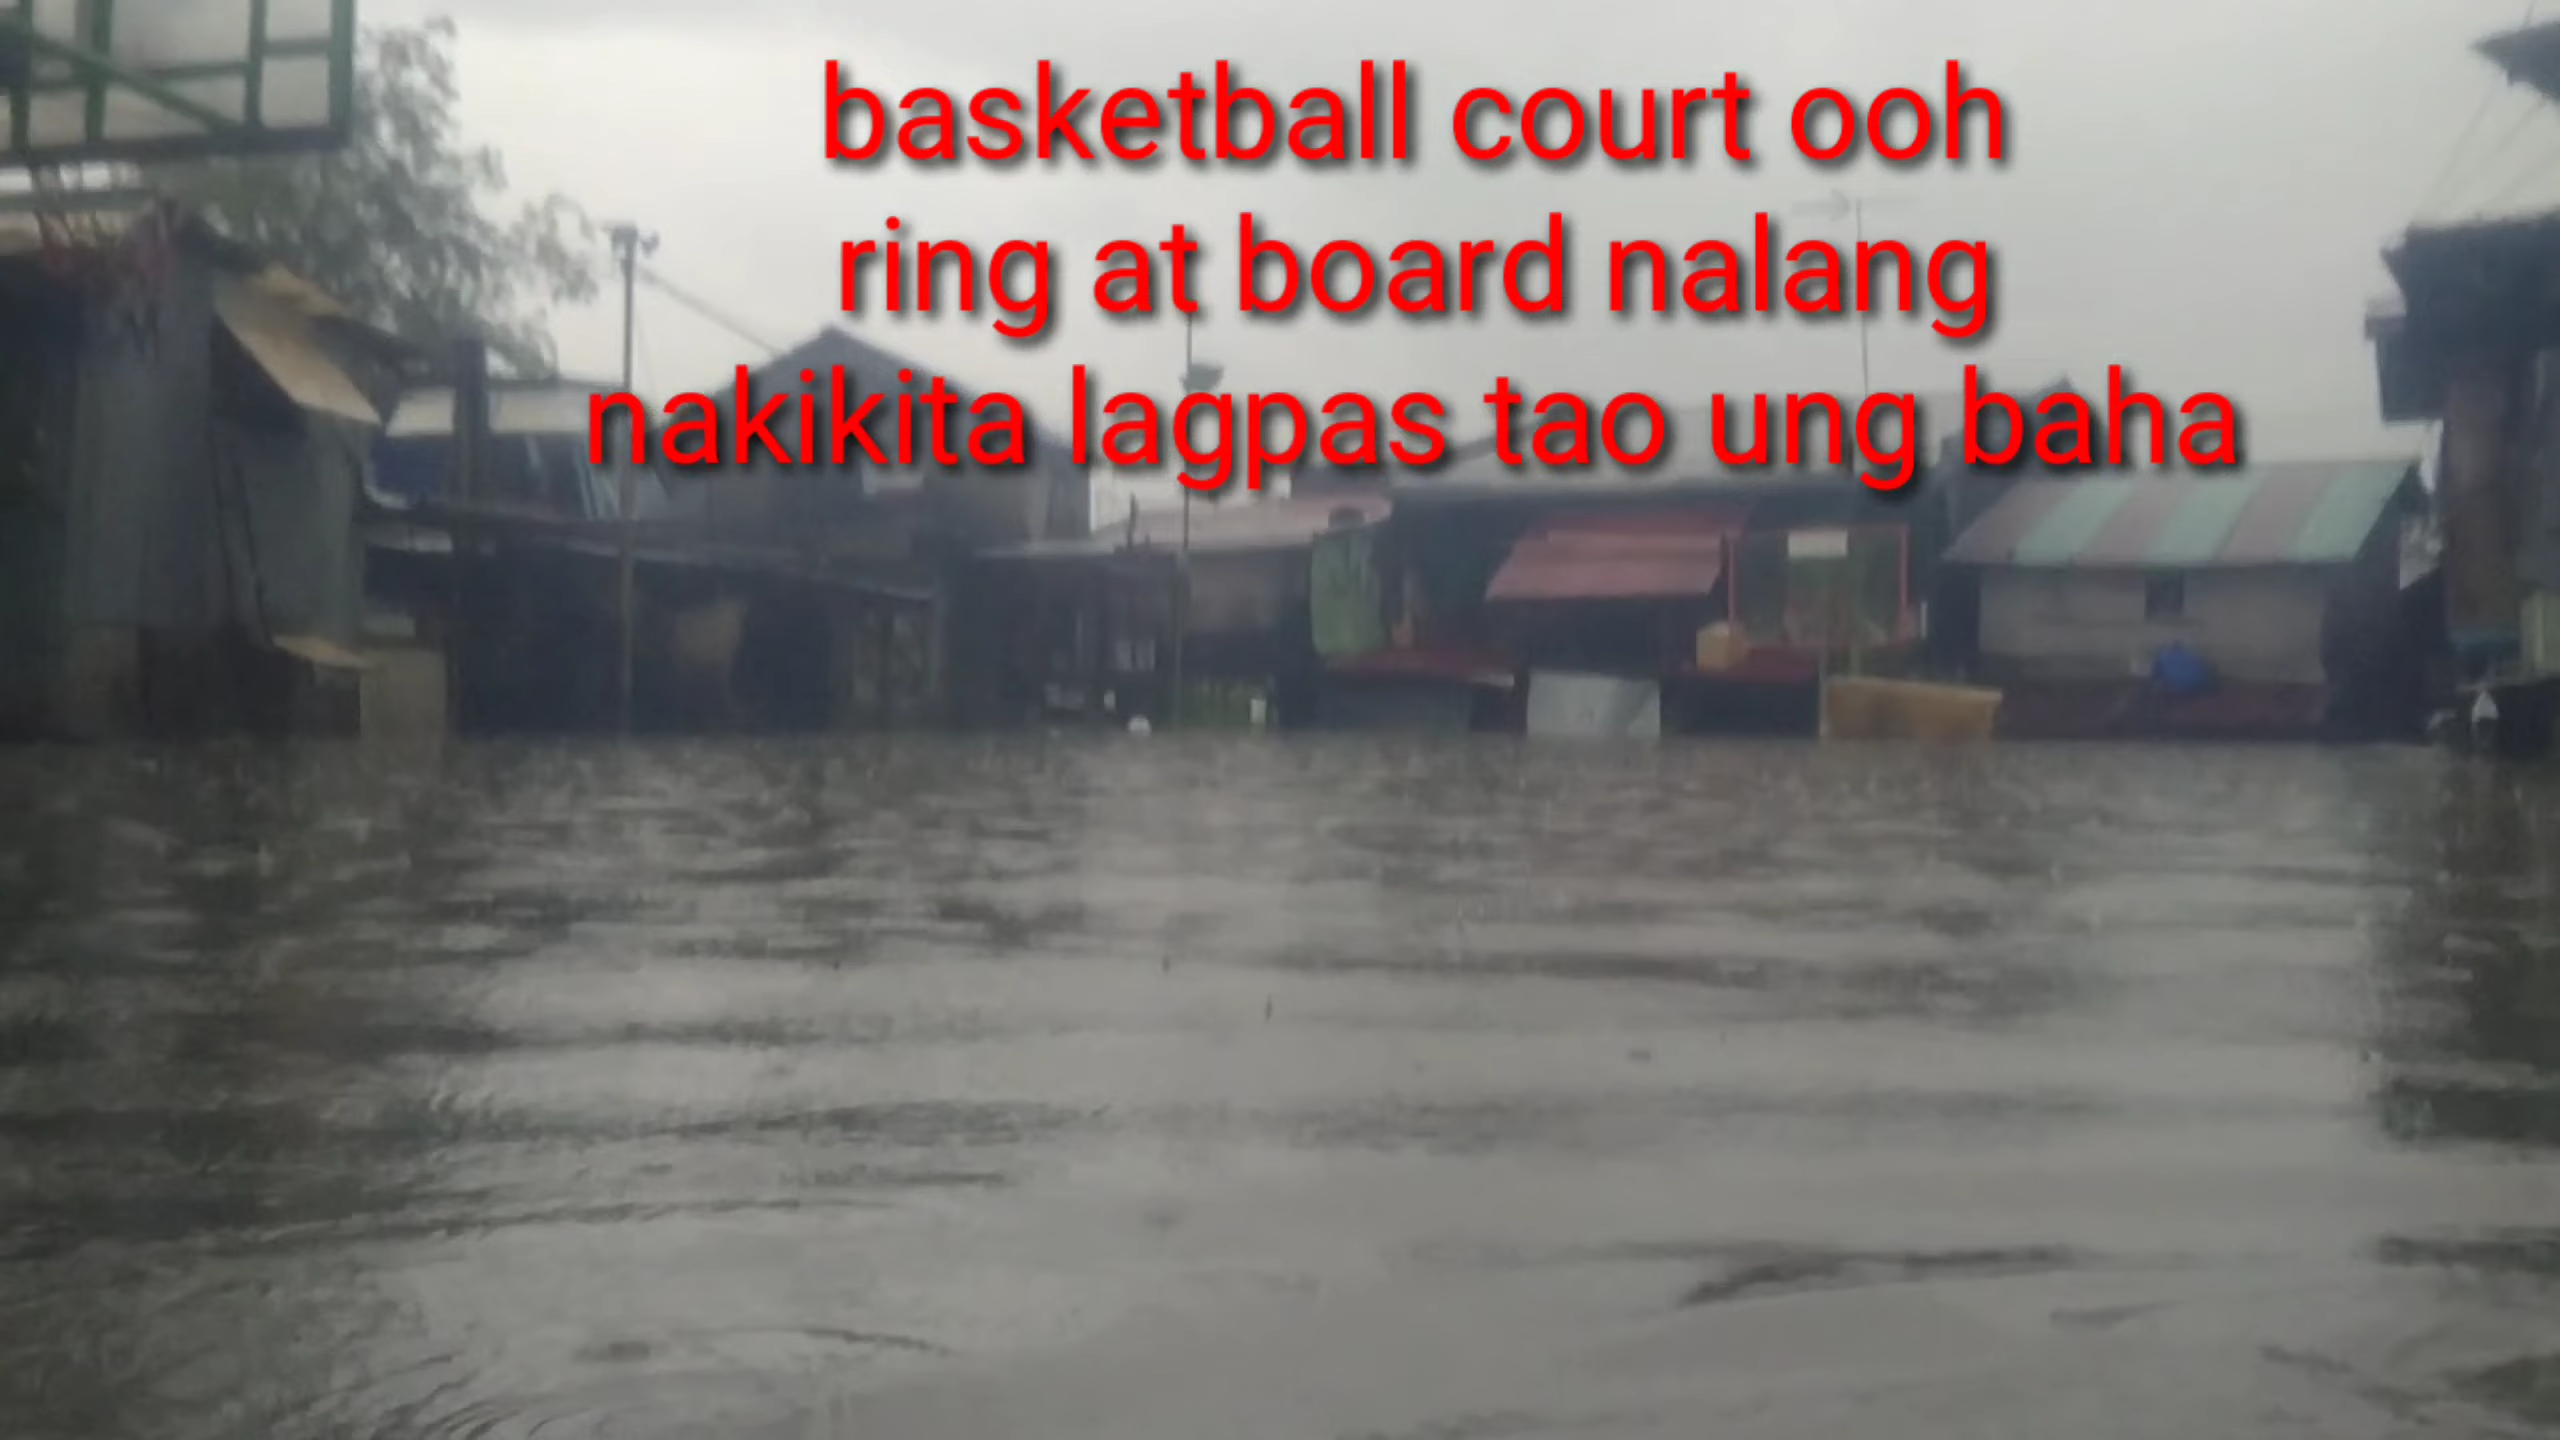 basketball court ooh
ring at board nalang
nakikita lagpas tao ung baha